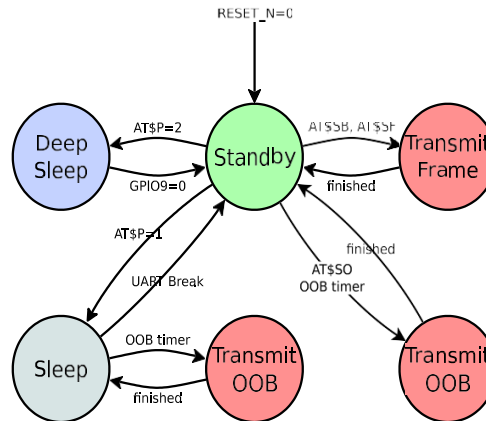 RESET_N=0
Deep
Sleep
AT$P=2
GPIO9=0
Standby
AT$SB, AT$SF
finished
Transmit
Frame
AT$P=1
UART Break
AT$SO
OOB timer
finished
Sleep
OOB timer
finished
Transmit
OOB
Transmit
OOB